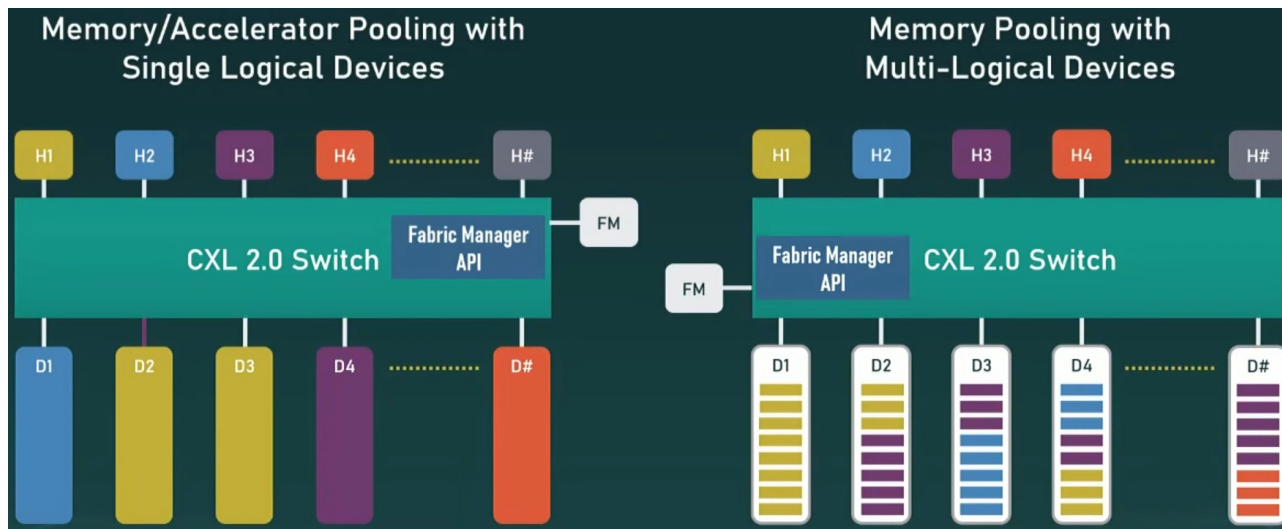 Memory/Accelerator Pooling with
Single Logical Devices
H1
H2
H3
H4
H#
FM
Fabric Manager
API
CXL 2.0 Switch
D1
D2
D3
D4
D#
Memory Pooling with
Multi-Logical Devices
H1
H2
H3
H4
H#
Fabric Manager
API
CXL 2.0 Switch
FM
D1
D2
D3
D4
D#